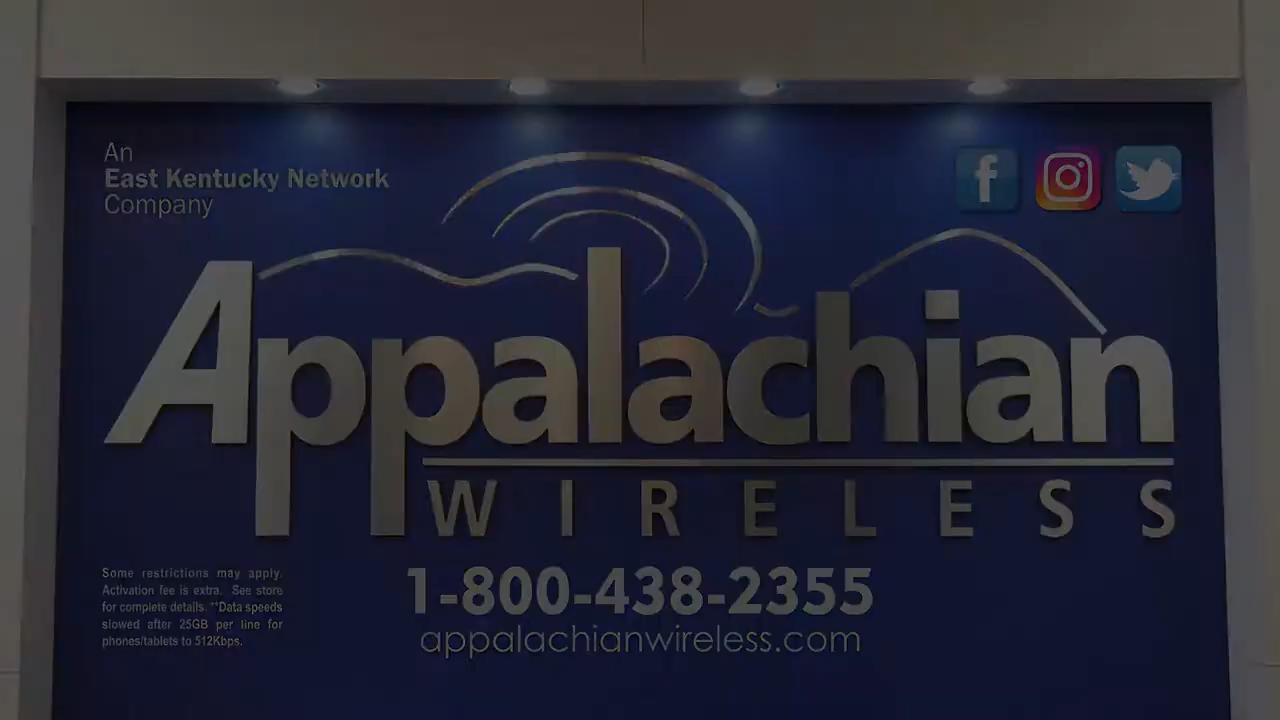 An
East Kentucky Network
Company
Appalachian
WIRELESS
Some restrictions may apply.
Activation fee is extra. See store
for complete details. **Data speeds
slowed after 25GB per line for
phones/tablets to 512Kbps.
1-800-438-2355
appalachianwireless.com